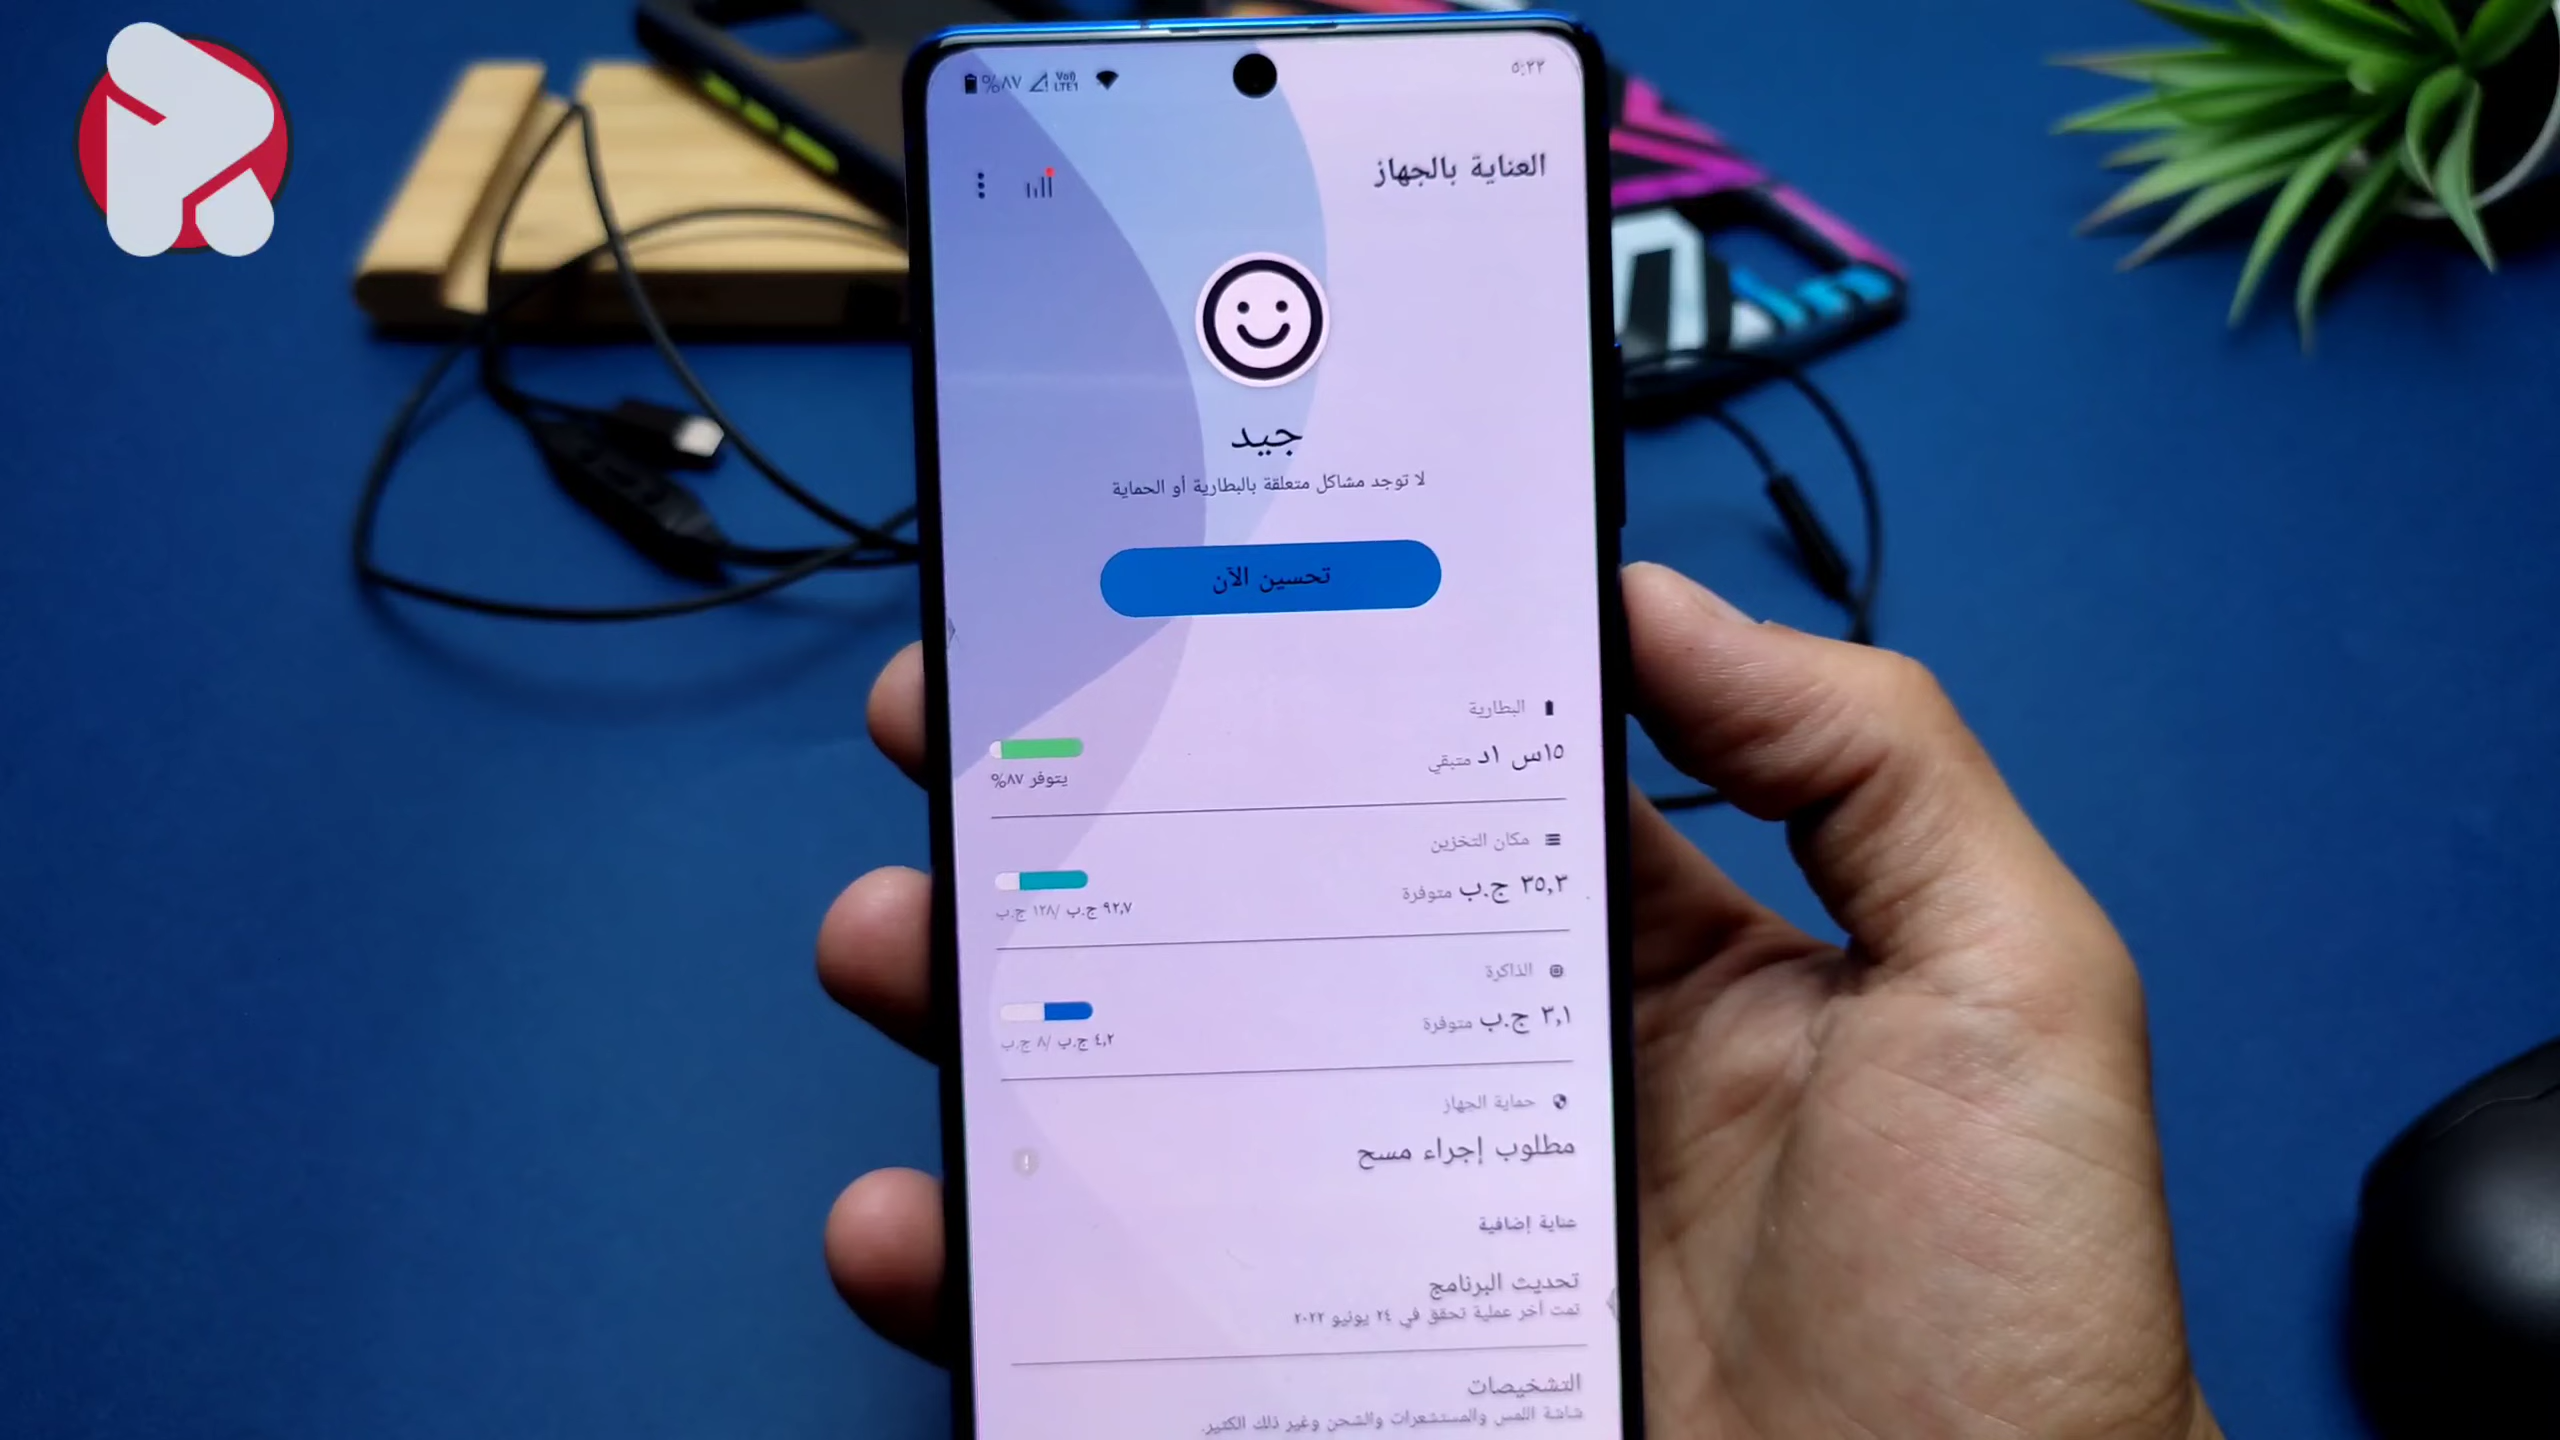 ٥:٢٢
%٨٧ Vo) LTE1
العناية بالجهاز
جيد
لا توجد مشاكل متعلقة بالبطارية أو الحماية
تحسين الآن
البطارية
١٥س ١د متبقي
يتوفر ٨٧%
مكان التخزين
٣٥,٣ ج.ب متوفرة
٩٢,٧ ج.ب /١٢٨ ج.ب
الذاكرة
٣,١ ج.ب متوفرة
٤,٢ ج.ب /٨ ج.ب
حماية الجهاز
مطلوب إجراء مسح
عناية إضافية
تحديث البرنامج
تمت آخر عملية تحقق في ٢٤ يونيو ٢٠٢٢
التشخيصات
شاشة اللمس والمستشعرات والشحن وغير ذلك الكثير.